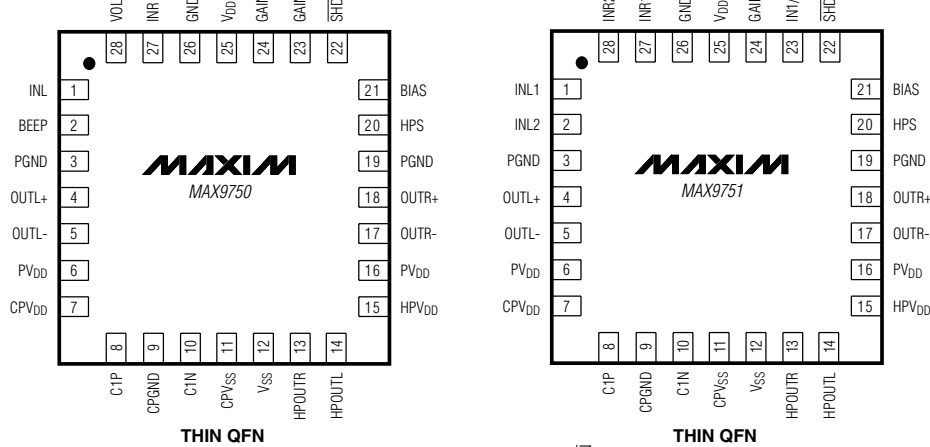 VOL INR GND VDD GAIN GAIN SHD
28 27 26 25 24 23 22
INL 1
BEEP 2
PGND 3
OUTL+ 4
OUTL- 5
PVDD 6
CPVDD 7
MAXIM
MAX9750
21 BIAS
20 HPS
19 PGND
18 OUTR+
17 OUTR-
16 PVDD
15 HPVDD
8 9 10 11 12 13 14
C1P CPGND C1N CPVSS VSS HPOUTR HPOUTL
THIN QFN
INR2 INR1 GND VDD GAIN IN1/ SHD
28 27 26 25 24 23 22
INL1 1
INL2 2
PGND 3
OUTL+ 4
OUTL- 5
PVDD 6
CPVDD 7
MAXIM
MAX9751
21 BIAS
20 HPS
19 PGND
18 OUTR+
17 OUTR-
16 PVDD
15 HPVDD
8 9 10 11 12 13 14
C1P CPGND C1N CPVSS VSS HPOUTR HPOUTL
THIN QFN